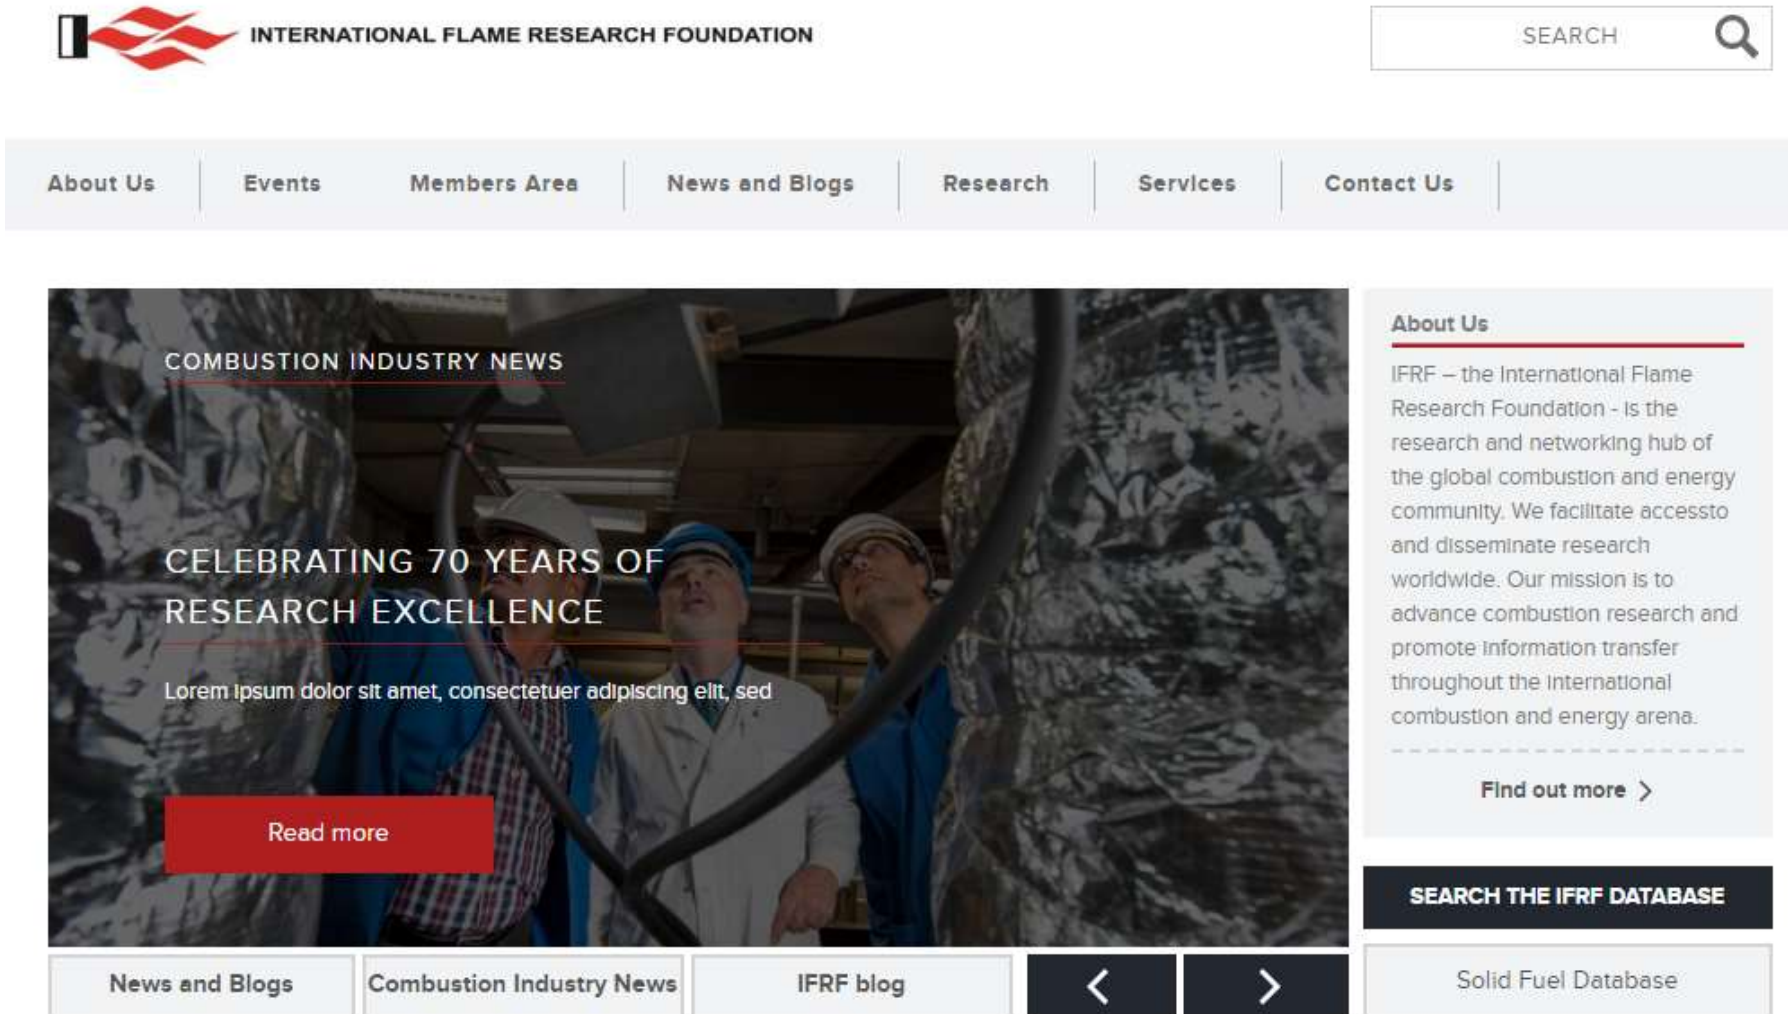 INTERNATIONAL FLAME RESEARCH FOUNDATION
SEARCH
About Us
Events
Members Area
News and Blogs
Research
Services
Contact Us
COMBUSTION INDUSTRY NEWS
CELEBRATING 70 YEARS OF
RESEARCH EXCELLENCE
Lorem ipsum dolor sit amet, consectetuer adipiscing elit, sed
Read more
About Us
IFRF – the International Flame
Research Foundation - is the
research and networking hub of
the global combustion and energy
community. We facilitate accessto
and disseminate research
worldwide. Our mission is to
advance combustion research and
promote information transfer
throughout the international
combustion and energy arena.
Find out more
SEARCH THE IFRF DATABASE
Solid Fuel Database
News and Blogs
Combustion Industry News
IFRF blog